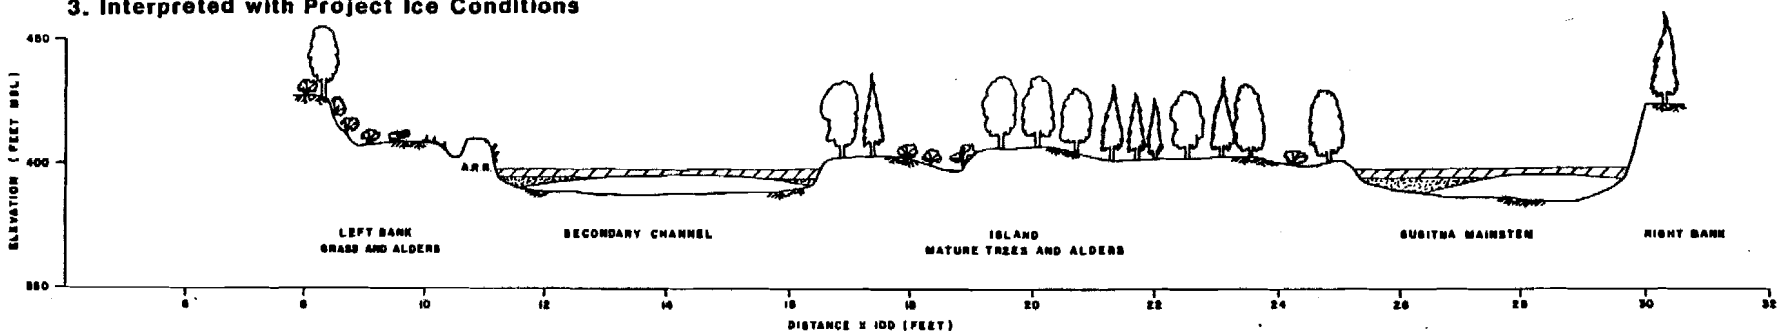 3. Interpreted with Project Ice Conditions
450
400
350
ELEVATION (FEET MSL)
A.R.R.
LEFT BANK
GRASS AND ALDERS
SECONDARY CHANNEL
ISLAND
MATURE TREES AND ALDERS
SUSITNA MAINSTEM
RIGHT BANK
6 8 10 12 14 16 18 20 22 24 26 28 30 32
DISTANCE X 100 (FEET)